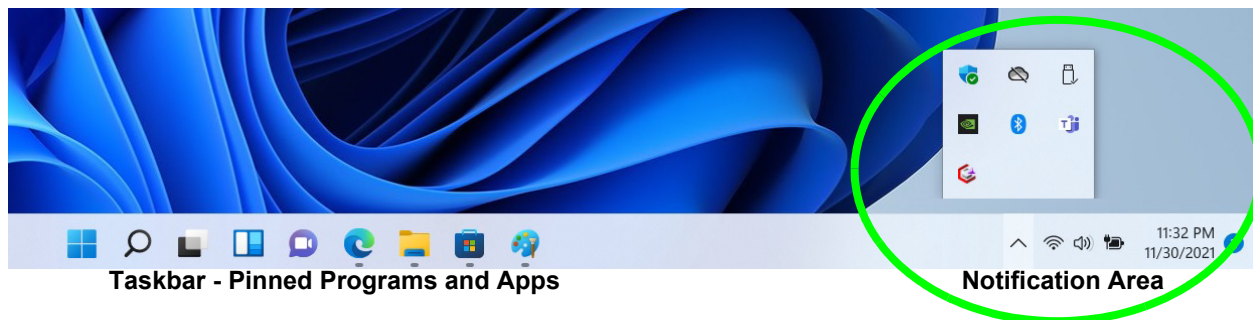 11:32 PM
11/30/2021
Taskbar - Pinned Programs and Apps
Notification Area